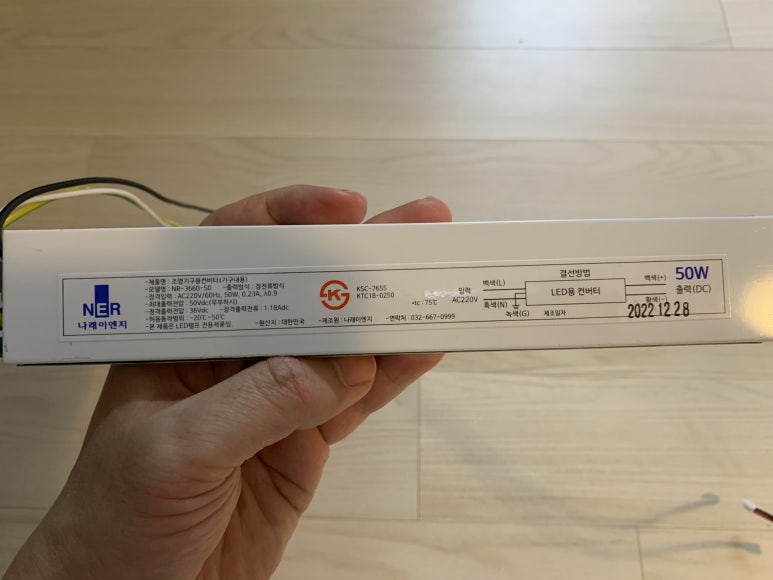 NER
나래이엔지
-제품명 : 조명기구용컨버터(기구내용)
-모델명 : NR-3660-50 -출력방식 : 정전류방식
-정격입력 : AC220V/60Hz, 50W, 0.23A, λ0.9
-최대출력전압 : 50Vdc(무부하시)
-정격출력전압 : 36Vdc -정격출력전류 : 1.18Adc
-허용동작범위 : -20℃~50℃
-본 제품은 LED램프 전용제품임. -원산지 : 대한민국 -제조원 : 나래이엔지 -연락처 : 032-667-0999
KSC-7655
KTC18-0250
•tc : 75℃
결선방법
입력
AC220V
백색(L)
흑색(N)
녹색(G)
LED용 컨버터
백색(+)
황색(-)
50W
출력(DC)
제조일자
2022.12.28